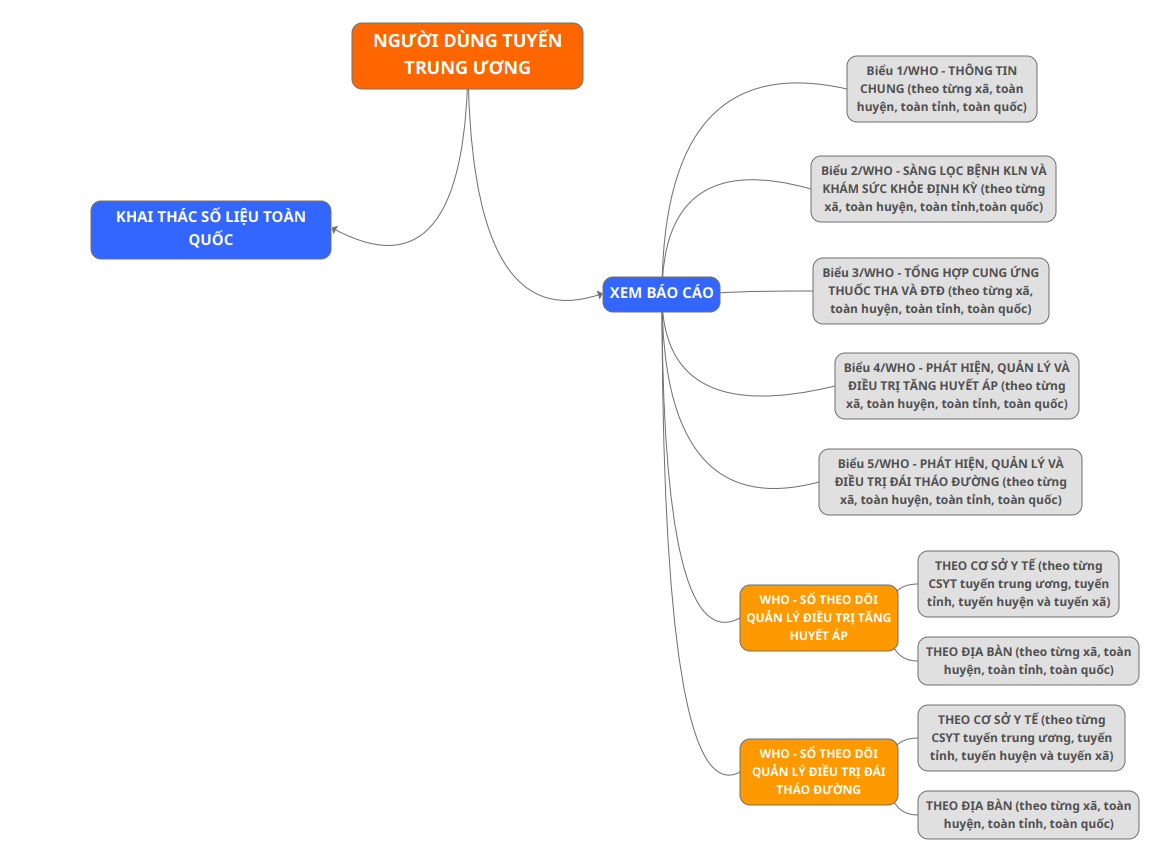 NGƯỜI DÙNG TUYẾN
TRUNG ƯƠNG
KHAI THÁC SỐ LIỆU TOÀN
QUỐC
XEM BÁO CÁO
Biểu 1/WHO - THÔNG TIN
CHUNG (theo từng xã, toàn
huyện, toàn tỉnh, toàn quốc)
Biểu 2/WHO - SÀNG LỌC BỆNH KLN VÀ
KHÁM SỨC KHỎE ĐỊNH KỲ (theo từng
xã, toàn huyện, toàn tỉnh,toàn quốc)
Biểu 3/WHO - TỔNG HỢP CUNG ỨNG
THUỐC THA VÀ ĐTĐ (theo từng xã,
toàn huyện, toàn tỉnh, toàn quốc)
Biểu 4/WHO - PHÁT HIỆN, QUẢN LÝ VÀ
ĐIỀU TRỊ TĂNG HUYẾT ÁP (theo từng
xã, toàn huyện, toàn tỉnh, toàn quốc)
Biểu 5/WHO - PHÁT HIỆN, QUẢN LÝ VÀ
ĐIỀU TRỊ ĐÁI THÁO ĐƯỜNG (theo từng
xã, toàn huyện, toàn tỉnh, toàn quốc)
WHO - SỔ THEO DÕI
QUẢN LÝ ĐIỀU TRỊ TĂNG
HUYẾT ÁP
THEO CƠ SỞ Y TẾ (theo từng
CSYT tuyến trung ương, tuyến
tỉnh, tuyến huyện và tuyến xã)
THEO ĐỊA BÀN (theo từng xã, toàn
huyện, toàn tỉnh, toàn quốc)
WHO - SỔ THEO DÕI
QUẢN LÝ ĐIỀU TRỊ ĐÁI
THÁO ĐƯỜNG
THEO CƠ SỞ Y TẾ (theo từng
CSYT tuyến trung ương, tuyến
tỉnh, tuyến huyện và tuyến xã)
THEO ĐỊA BÀN (theo từng xã, toàn
huyện, toàn tỉnh, toàn quốc)